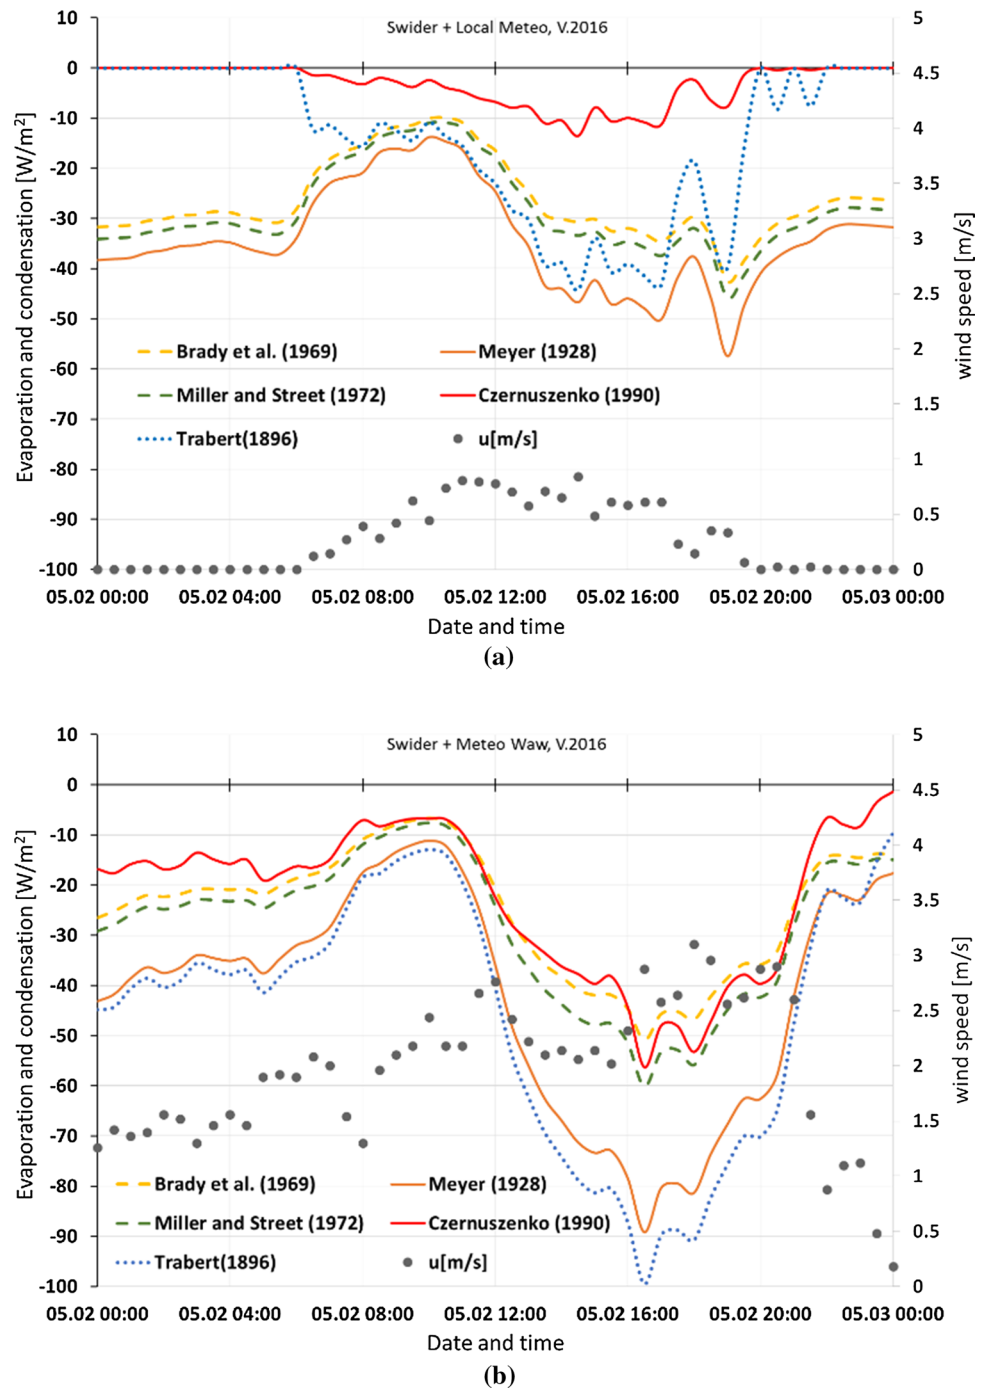 Swider + Local Meteo, V.2016
10
0
-10
-20
-30
-40
-50
-60
-70
-80
-90
-100
Evaporation and condensation [W/m²]
5
4.5
4
3.5
3
2.5
2
1.5
1
0.5
0
wind speed [m/s]
Brady et al. (1969) Meyer (1928)
Miller and Street (1972) Czernuszenko (1990)
Trabert(1896) u[m/s]
05.02 00:00 05.02 04:00 05.02 08:00 05.02 12:00 05.02 16:00 05.02 20:00 05.03 00:00
Date and time
(a)
Swider + Meteo Waw, V.2016
10
0
-10
-20
-30
-40
-50
-60
-70
-80
-90
-100
Evaporation and condensation [W/m²]
5
4.5
4
3.5
3
2.5
2
1.5
1
0.5
0
wind speed [m/s]
Brady et al. (1969) Meyer (1928)
Miller and Street (1972) Czernuszenko (1990)
Trabert(1896) u[m/s]
05.02 00:00 05.02 04:00 05.02 08:00 05.02 12:00 05.02 16:00 05.02 20:00 05.03 00:00
Date and time
(b)